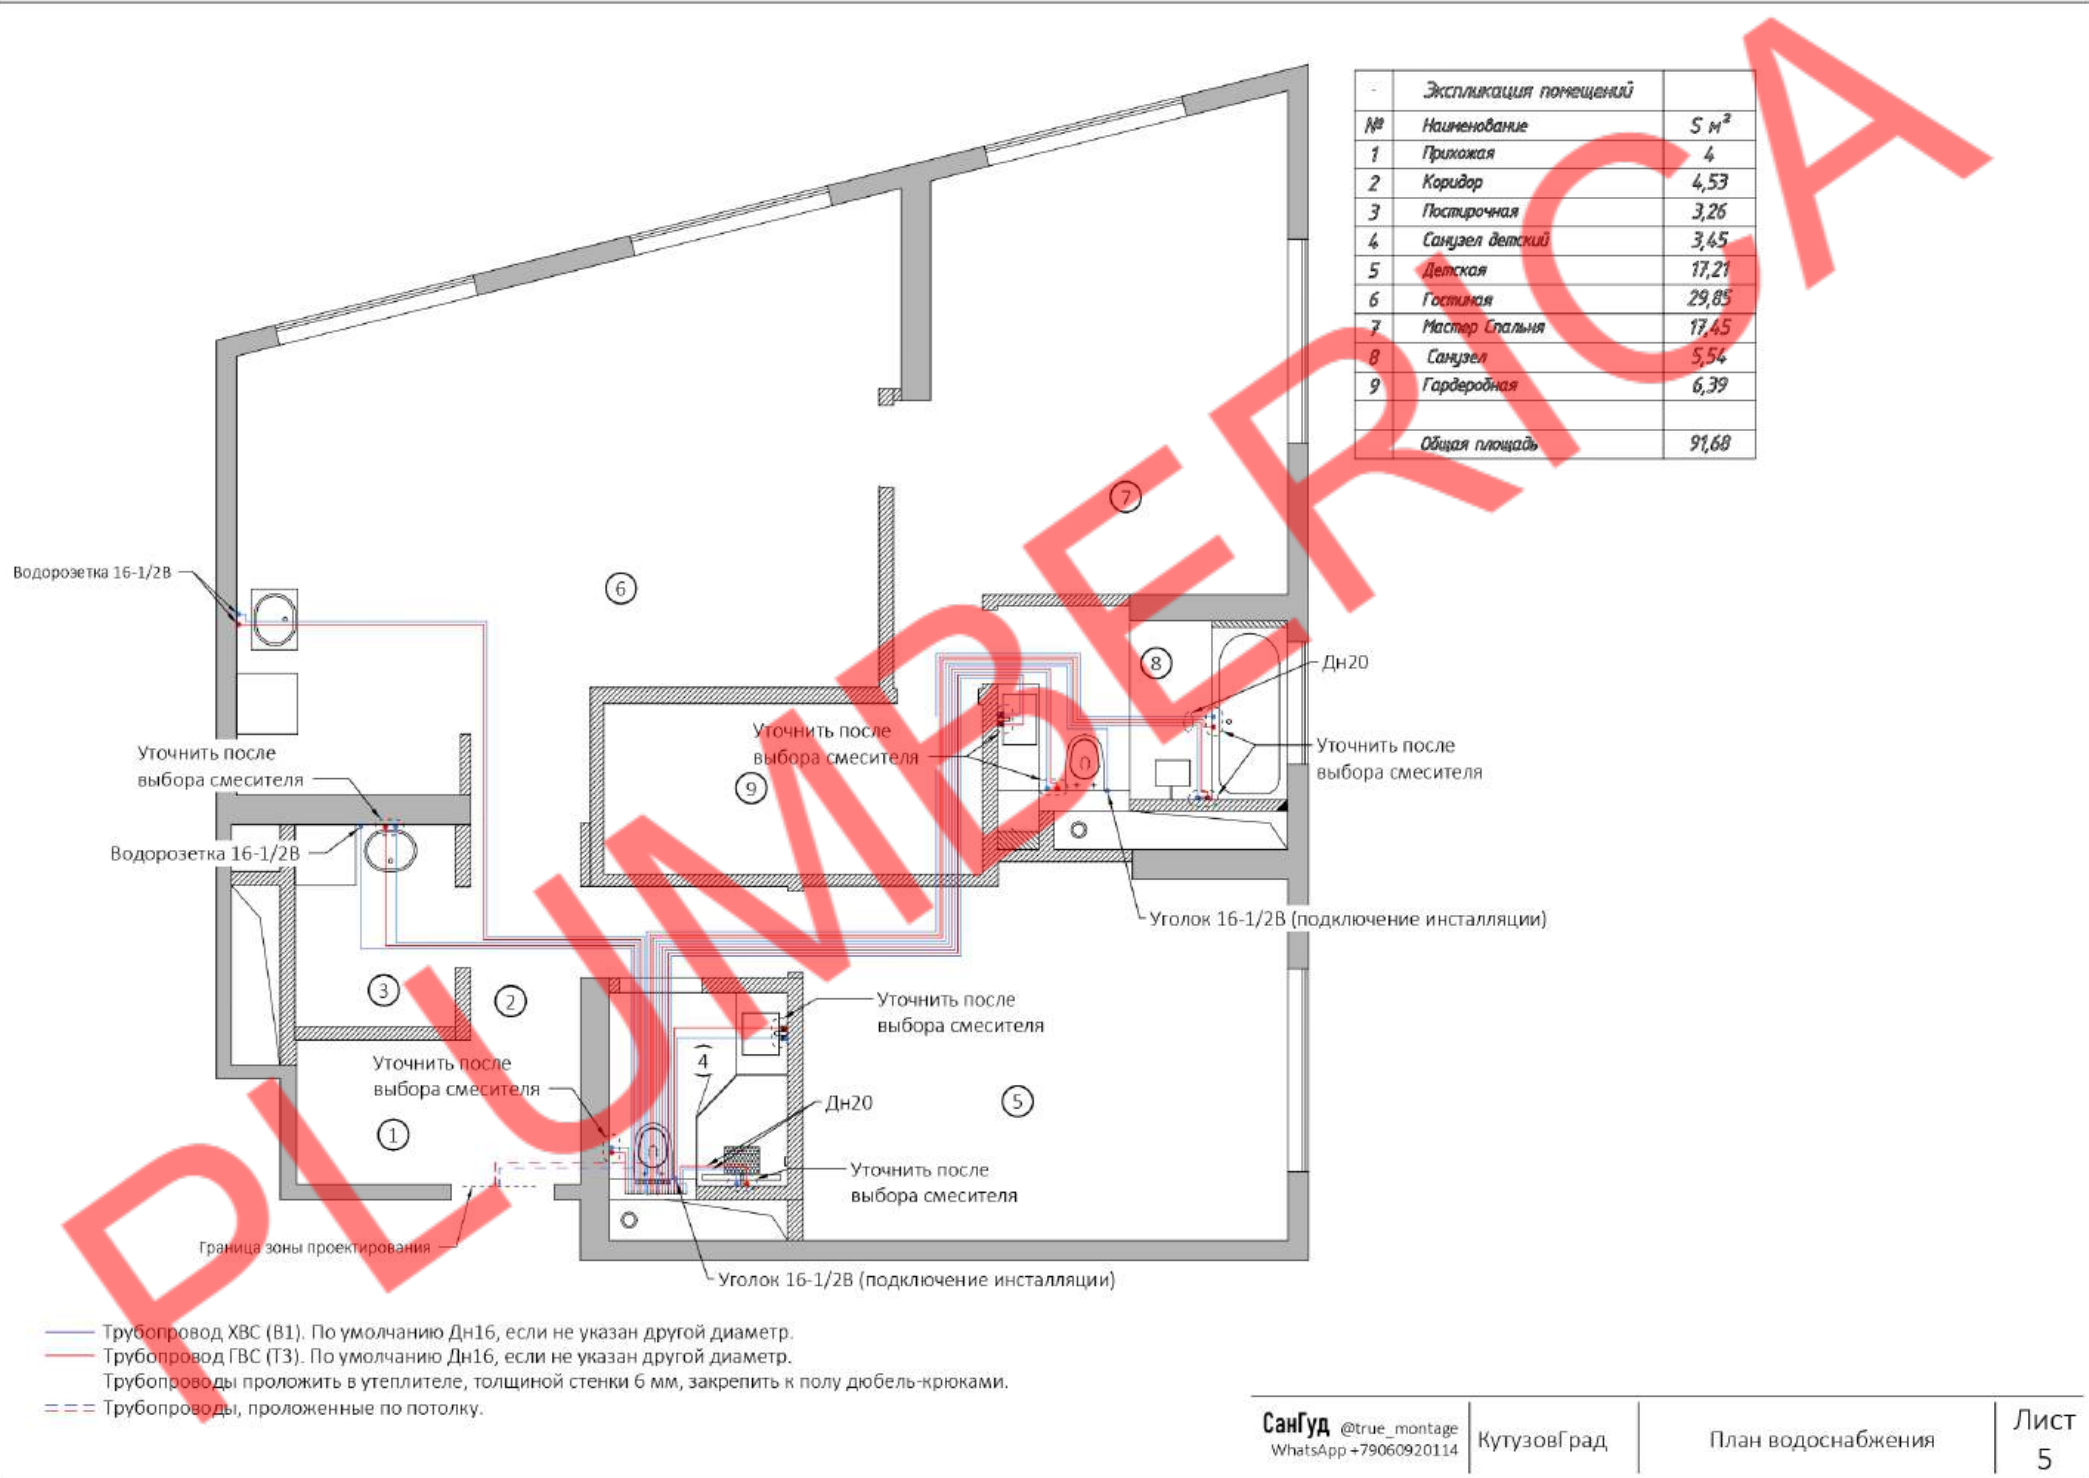 - Экспликация помещений
№ Наименование S м²
1 Прихожая 4
2 Коридор 4,53
3 Постирочная 3,26
4 Санузел детский 3,45
5 Детская 17,21
6 Гостиная 29,85
7 Мастер Спальня 17,45
8 Санузел 5,54
9 Гардеробная 6,39
Общая площадь 91,68
7
Водорозетка 16-1/2В
6
8
Дн20
Уточнить после
выбора смесителя
Уточнить после
выбора смесителя
Уточнить после
выбора смесителя
9
Водорозетка 16-1/2В
Уголок 16-1/2В (подключение инсталляции)
3
2
Уточнить после
выбора смесителя
4
Уточнить после
выбора смесителя
Дн20
5
1
Уточнить после
выбора смесителя
Граница зоны проектирования
Уголок 16-1/2В (подключение инсталляции)
Трубопровод ХВС (В1). По умолчанию Дн16, если не указан другой диаметр.
Трубопровод ГВС (Т3). По умолчанию Дн16, если не указан другой диаметр.
Трубопроводы проложить в утеплителе, толщиной стенки 6 мм, закрепить к полу дюбель-крюками.
Трубопроводы, проложенные по потолку.
СанГуд @true_montage
WhatsApp +79060920114
КутузовГрад
План водоснабжения
Лист
5
PLUMBERICA